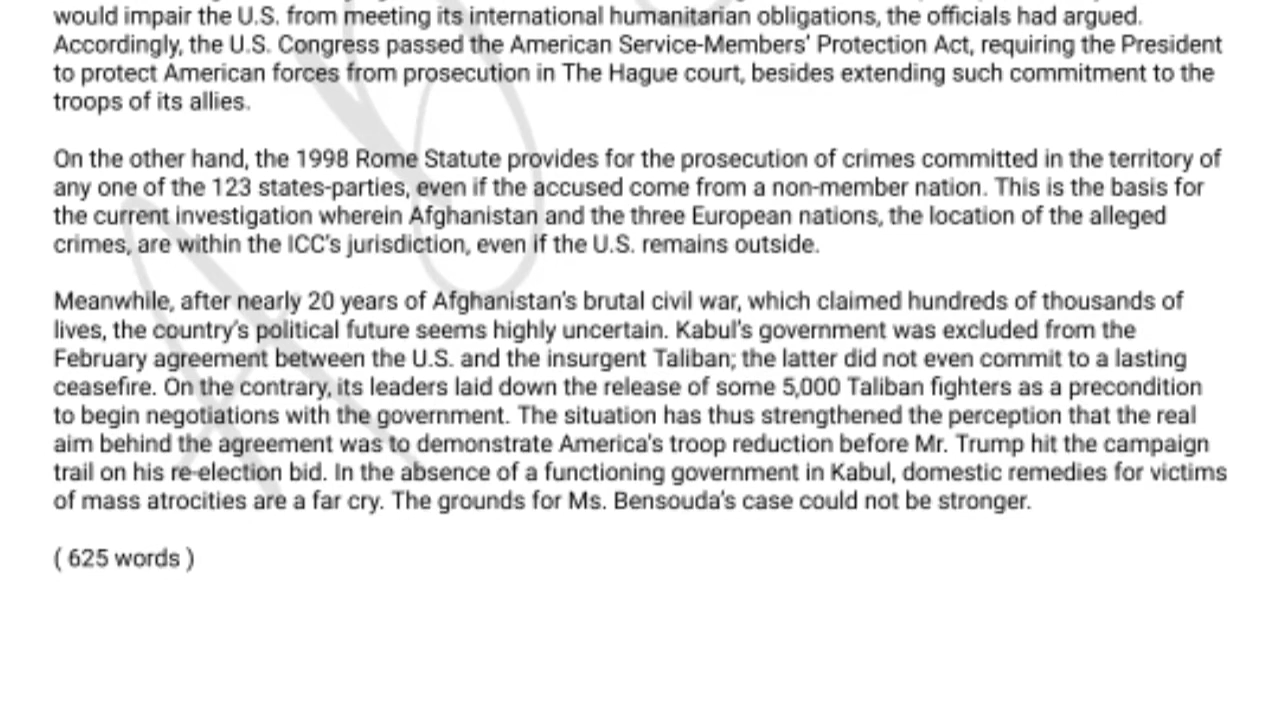 would impair the U.S. from meeting its international humanitarian obligations, the officials had argued.
Accordingly, the U.S. Congress passed the American Service-Members' Protection Act, requiring the President
to protect American forces from prosecution in The Hague court, besides extending such commitment to the
troops of its allies.
On the other hand, the 1998 Rome Statute provides for the prosecution of crimes committed in the territory of
any one of the 123 states-parties, even if the accused come from a non-member nation. This is the basis for
the current investigation wherein Afghanistan and the three European nations, the location of the alleged
crimes, are within the ICC's jurisdiction, even if the U.S. remains outside.
Meanwhile, after nearly 20 years of Afghanistan's brutal civil war, which claimed hundreds of thousands of
lives, the country's political future seems highly uncertain. Kabul's government was excluded from the
February agreement between the U.S. and the insurgent Taliban; the latter did not even commit to a lasting
ceasefire. On the contrary, its leaders laid down the release of some 5,000 Taliban fighters as a precondition
to begin negotiations with the government. The situation has thus strengthened the perception that the real
aim behind the agreement was to demonstrate America's troop reduction before Mr. Trump hit the campaign
trail on his re-election bid. In the absence of a functioning government in Kabul, domestic remedies for victims
of mass atrocities are a far cry. The grounds for Ms. Bensouda's case could not be stronger.
( 625 words )